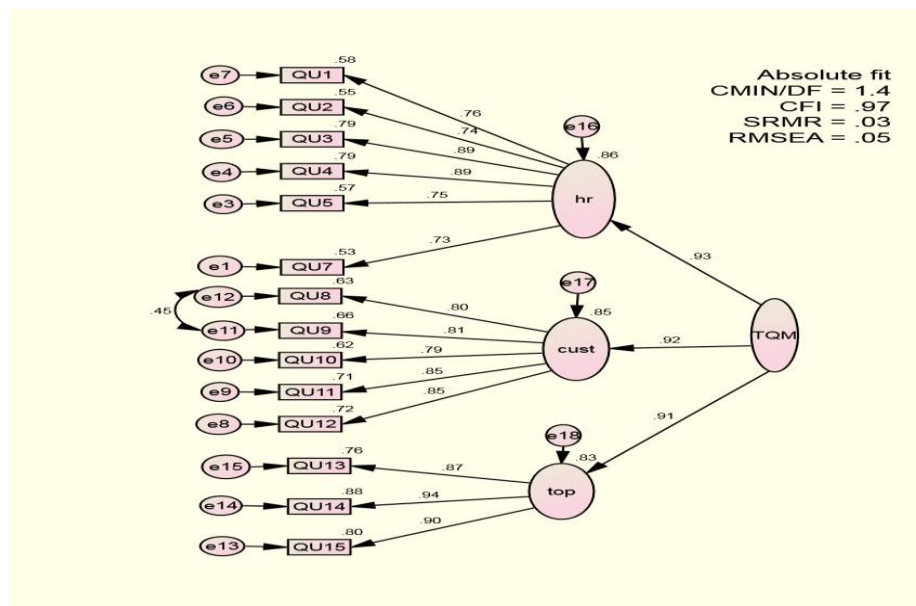 Absolute fit
CMIN/DF = 1.4
CFI = .97
SRMR = .03
RMSEA = .05
.58
e7 QU1
.76
.55
e6 QU2
.74
.79
e5 QU3
.89
.79
e4 QU4
.89
.57
e3 QU5
.75
e16
.86
hr
.73
.53
e1 QU7
.93
.63
e12 QU8
.80
.45
.66
e11 QU9
.81
.62
e10 QU10
.79
.71
e9 QU11
.85
.72
e8 QU12
.85
e17
.85
cust
.92
TQM
.91
.76
e15 QU13
.87
.88
e14 QU14
.94
.80
e13 QU15
.90
e18
.83
top